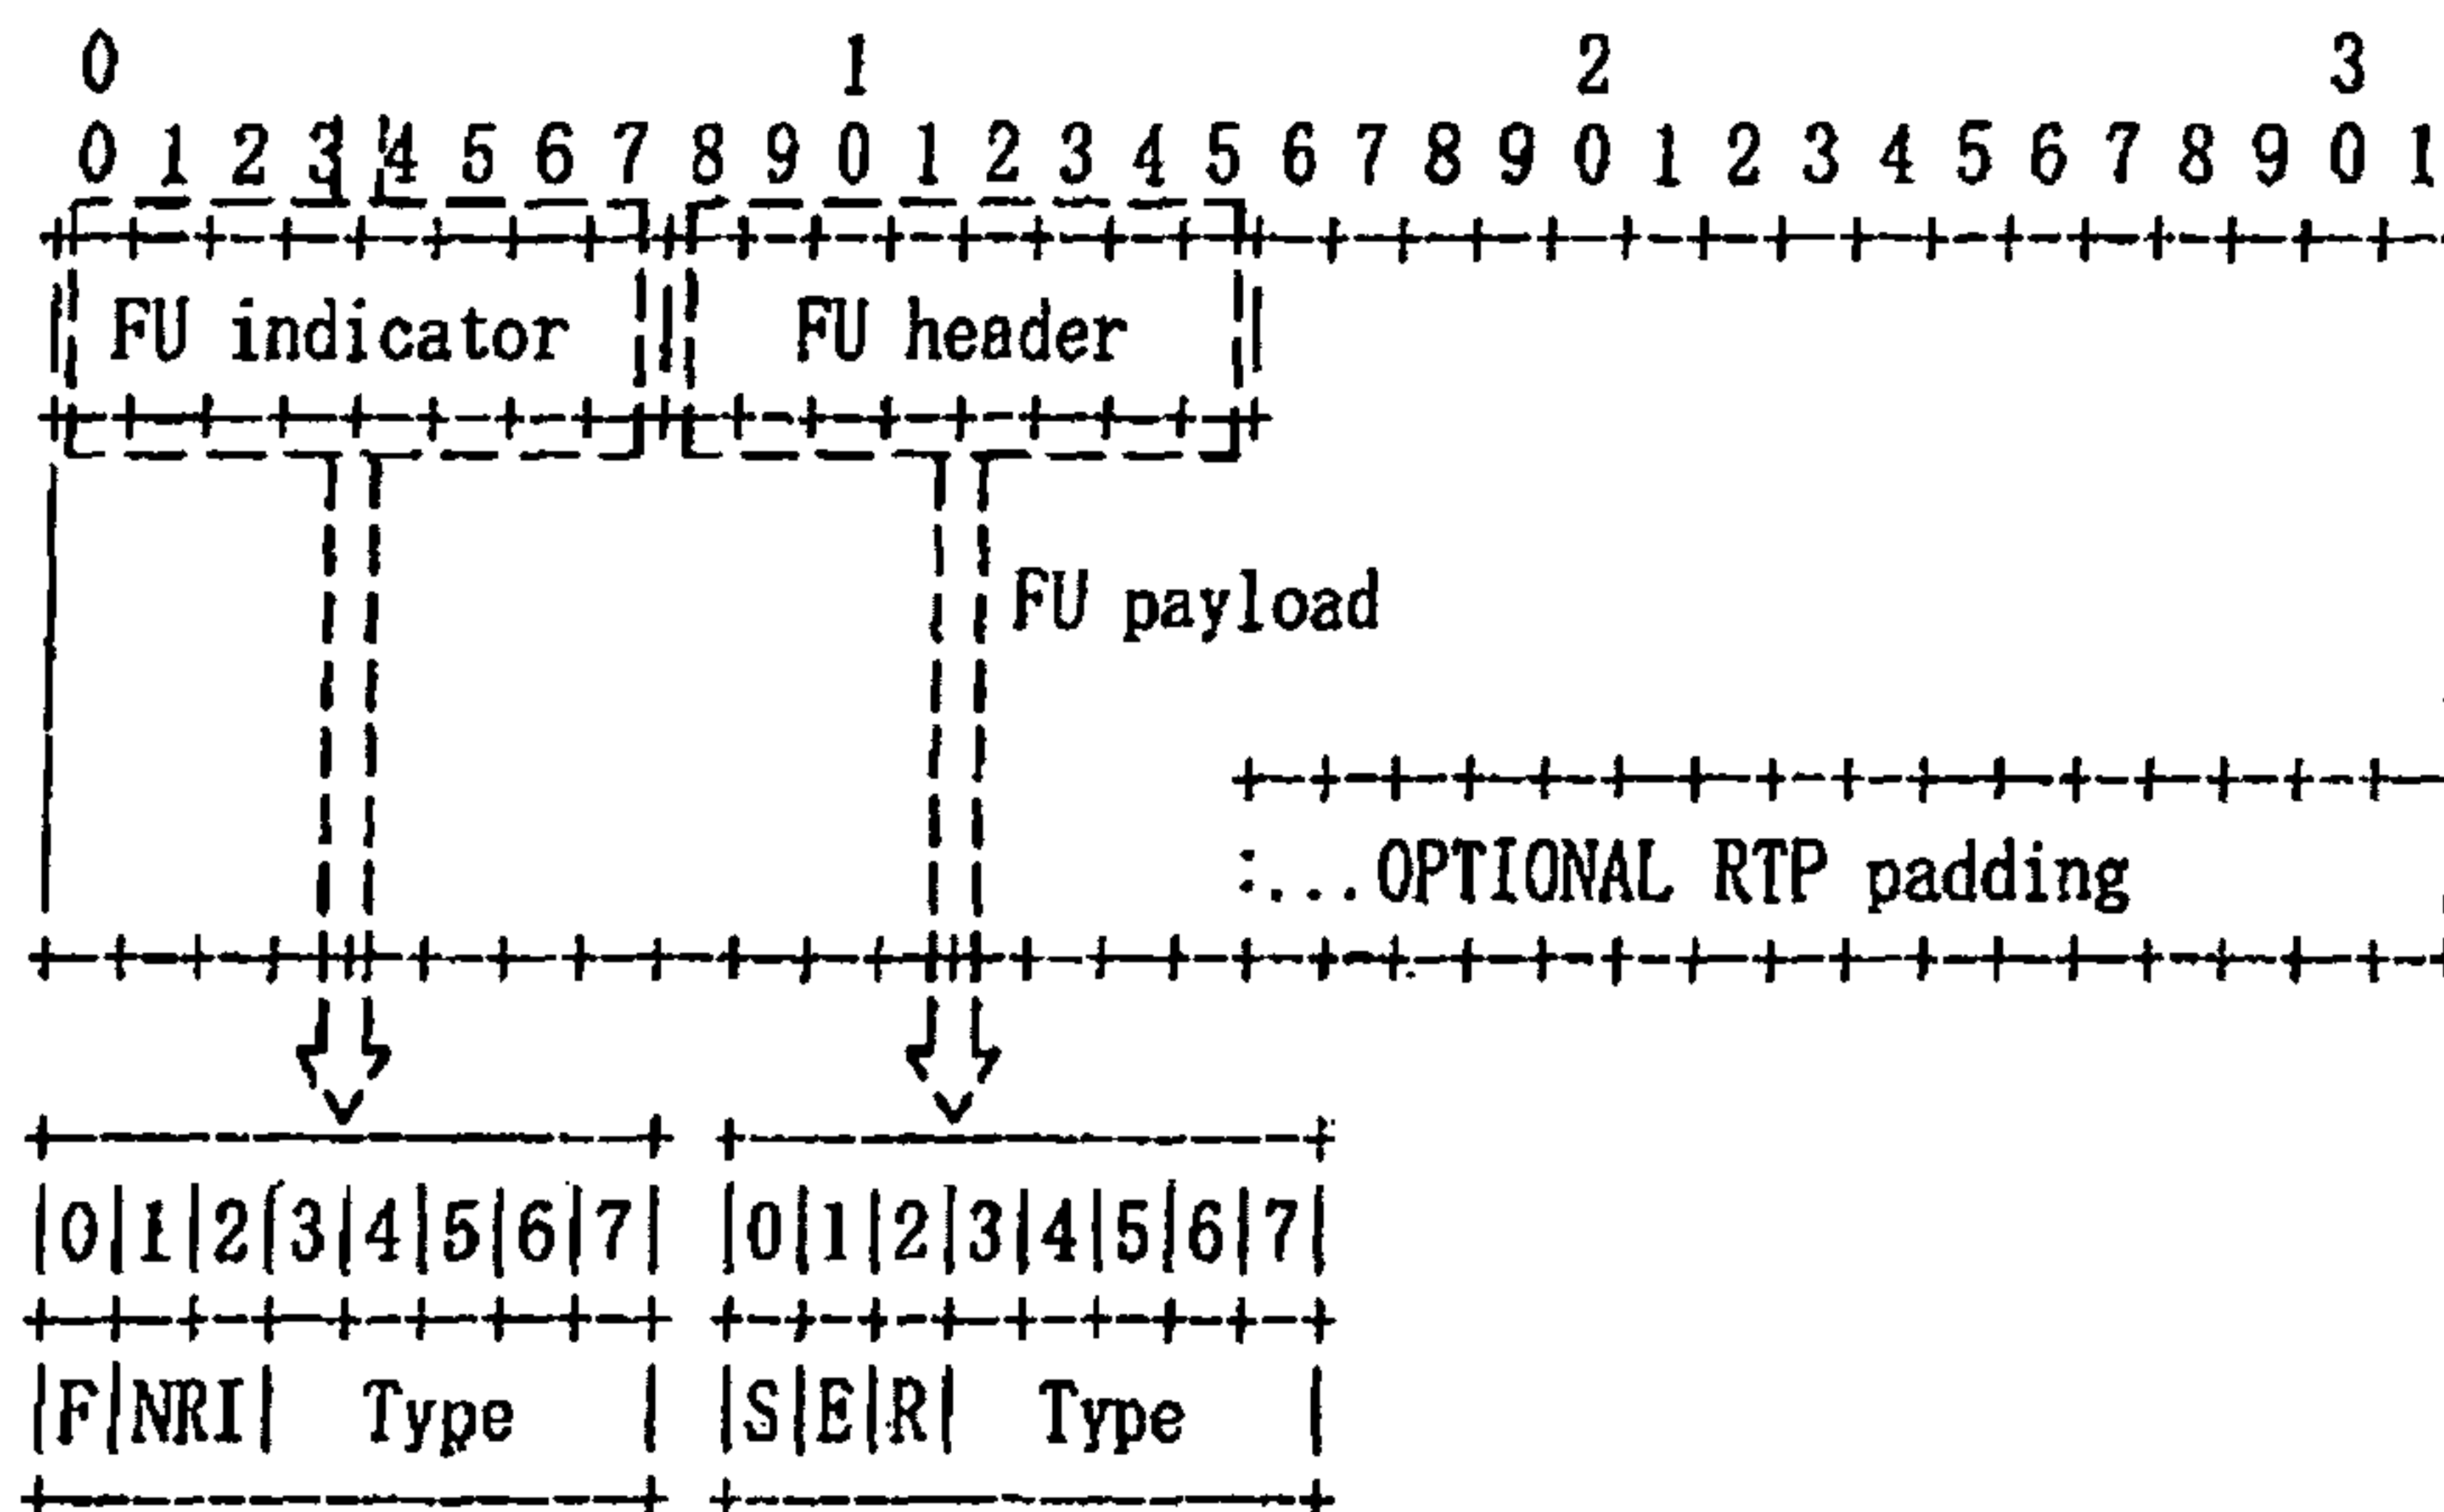 0 1 2 3
0 1 2 3 4 5 6 7 8 9 0 1 2 3 4 5 6 7 8 9 0 1 2 3 4 5 6 7 8 9 0 1
FU indicator FU header
FU payload
:...OPTIONAL RTP padding
|0|1|2|3|4|5|6|7| |0|1|2|3|4|5|6|7|
|F|NRI| Type | |S|E|R| Type |